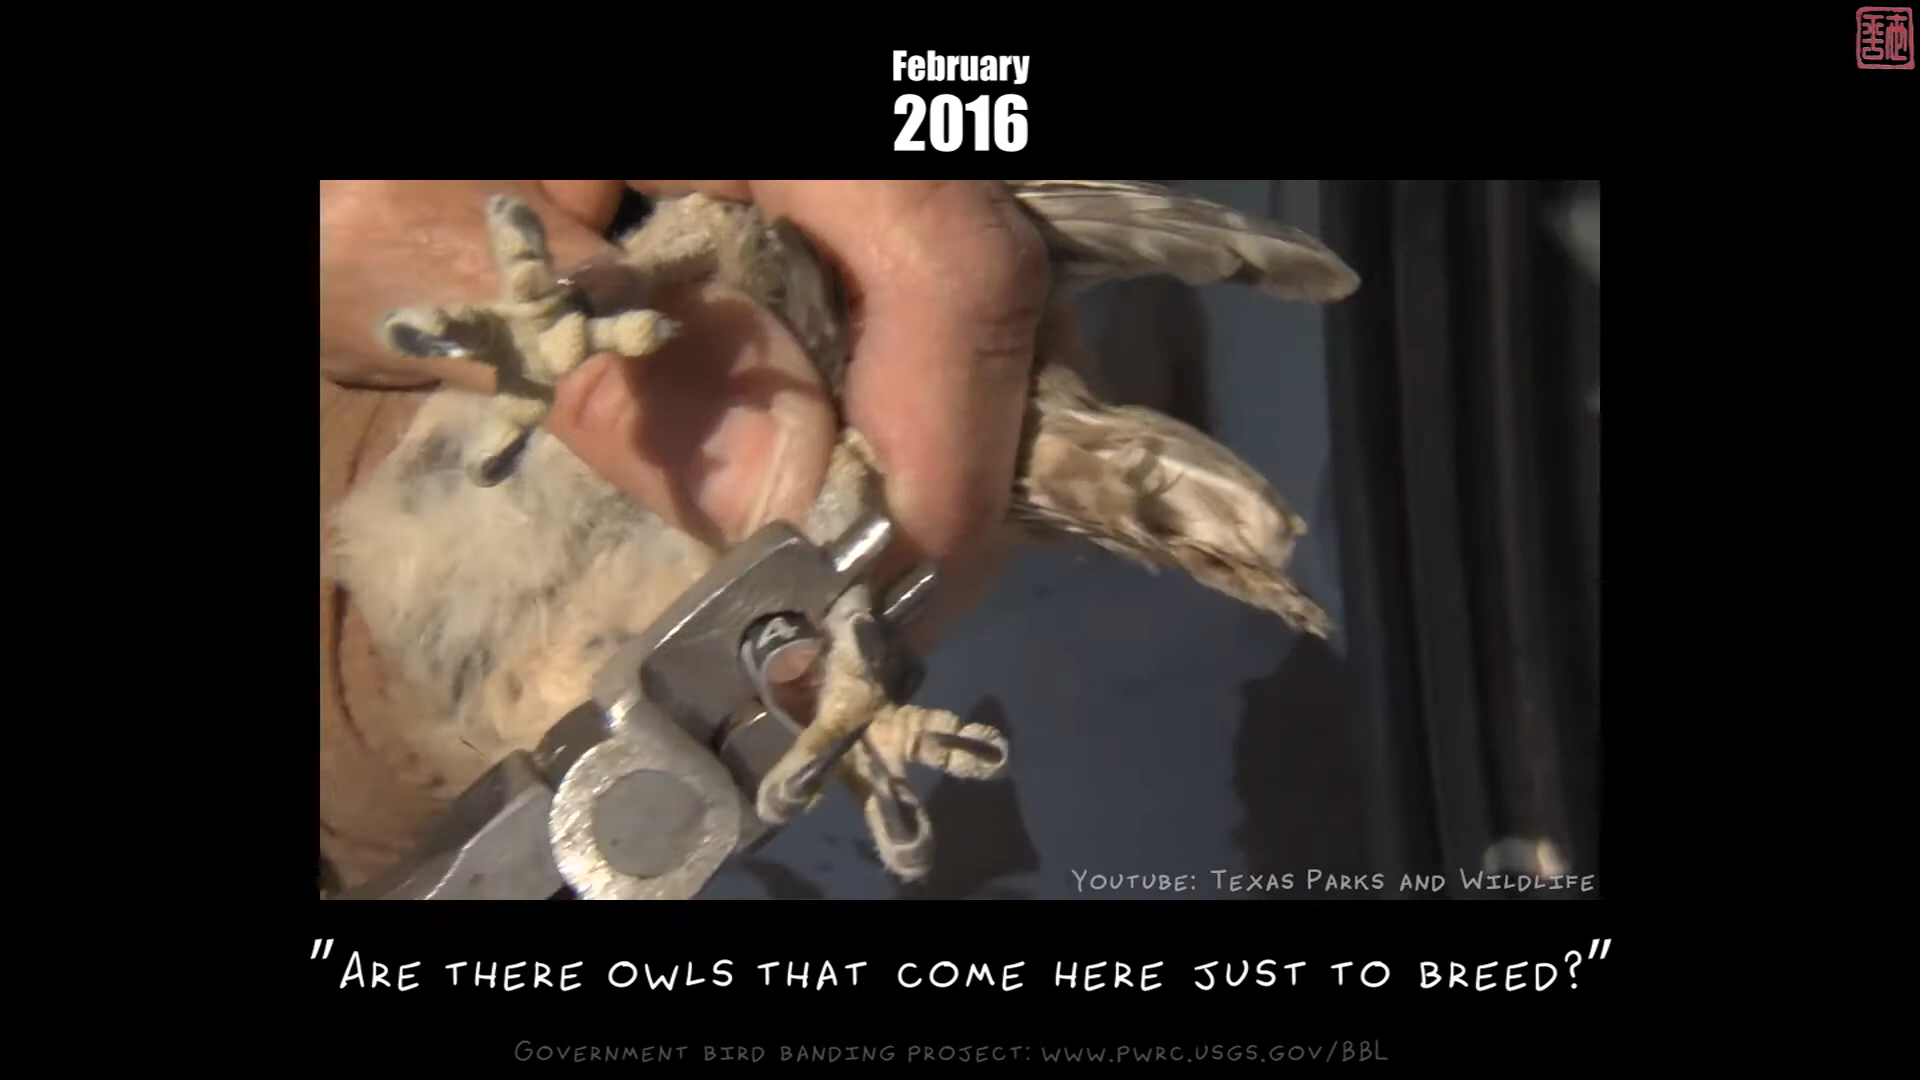 February
2016
4
YouTube: Texas Parks and Wildlife
"Are there owls that come here just to breed?"
Government bird banding project: www.pwrc.usgs.gov/BBL